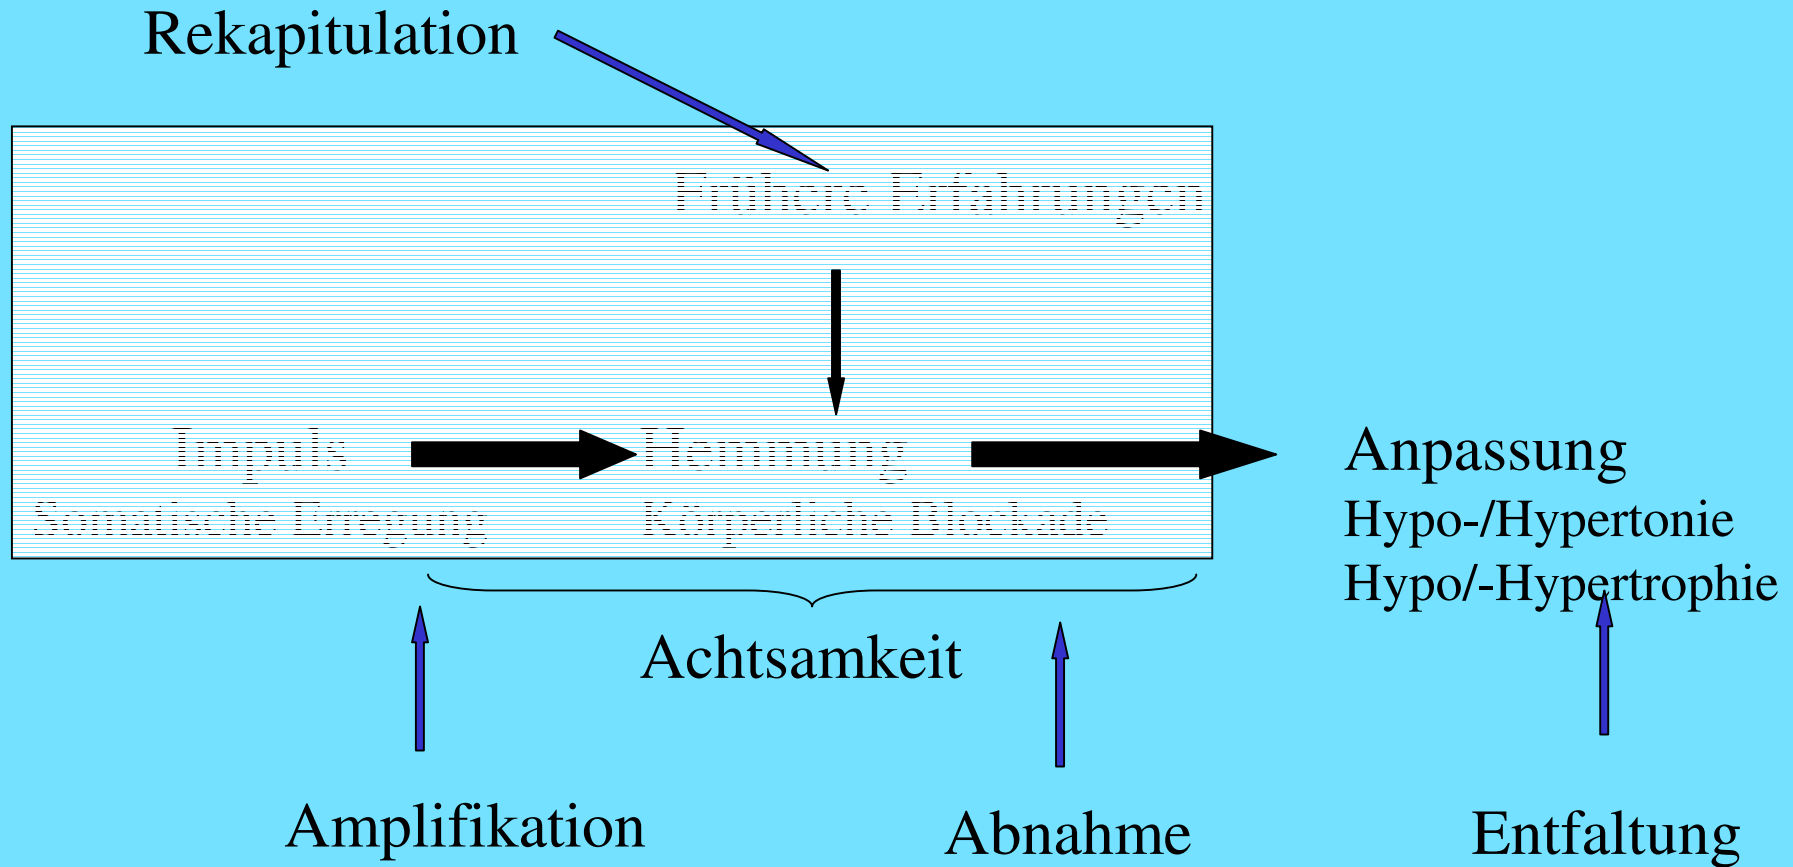 Rekapitulation
Frühere Erfahrungen
Impuls
Hemmung
Anpassung
Somatische Erregung
Körperliche Blockade
Hypo-/Hypertonie
Hypo/-Hypertrophie
Achtsamkeit
Amplifikation
Abnahme
Entfaltung